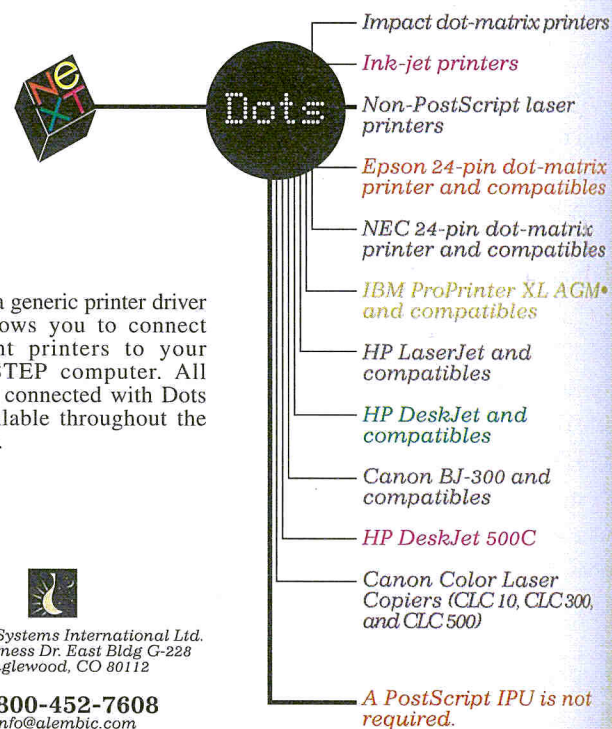 Impact dot-matrix printers
NeXT
Dots
Ink-jet printers
Non-PostScript laser
printers
Epson 24-pin dot-matrix
printer and compatibles
NEC 24-pin dot-matrix
printer and compatibles
IBM ProPrinter XL AGM•
and compatibles
HP LaserJet and
compatibles
HP DeskJet and
compatibles
Canon BJ-300 and
compatibles
HP DeskJet 500C
Canon Color Laser
Copiers (CLC 10, CLC 300,
and CLC 500)
A PostScript IPU is not
required.
a generic printer driver
ows you to connect
nt printers to your
STEP computer. All
connected with Dots
ilable throughout the
Systems International Ltd.
ness Dr. East Bldg G-228
glewood, CO 80112
800-452-7608
nfo@alembic.com